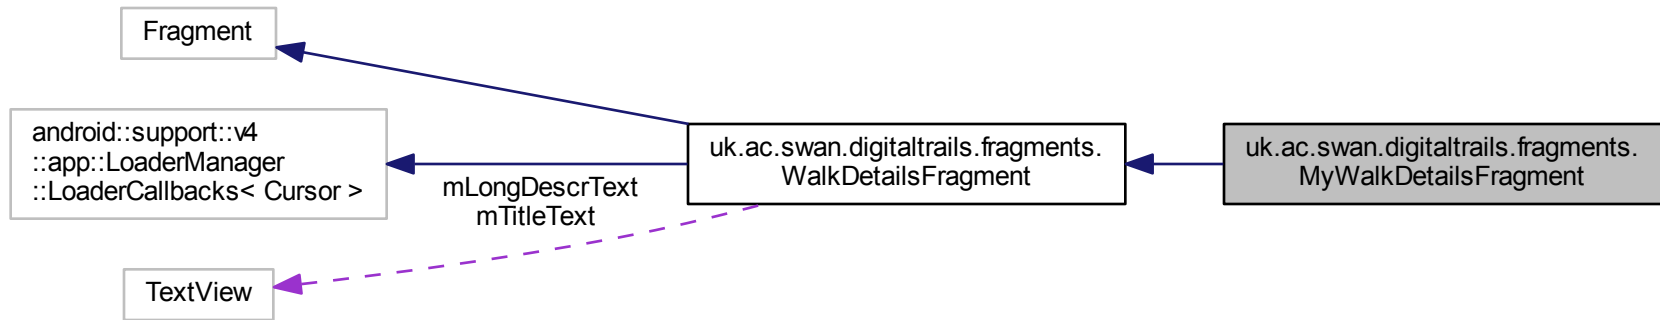 Fragment
android::support::v4
::app::LoaderManager
::LoaderCallbacks< Cursor >
mLongDescrText
mTitleText
TextView
uk.ac.swan.digitaltrails.fragments.
WalkDetailsFragment
uk.ac.swan.digitaltrails.fragments.
MyWalkDetailsFragment